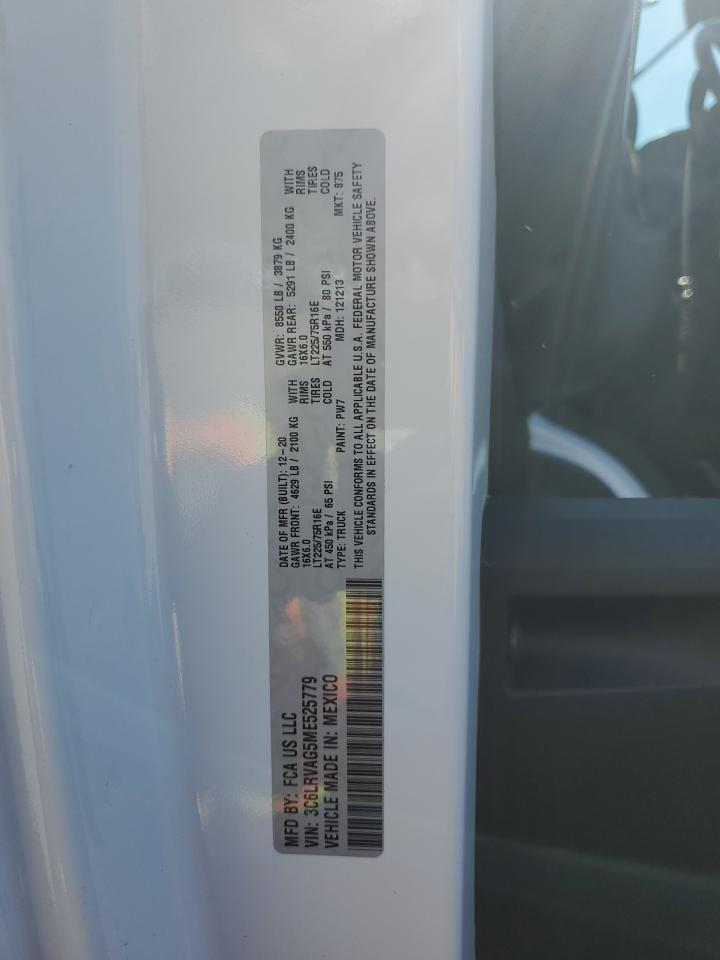 MFD BY: FCA US LLC
VIN: 3C6LRVAG5ME525779
VEHICLE MADE IN: MEXICO
DATE OF MFR (BUILT): 12-20
GAWR FRONT: 4629 LB / 2100 KG WITH
16X6.0 RIMS
LT225/75R16E TIRES
AT 450 kPa / 65 PSI COLD
TYPE: TRUCK PAINT: PW7
GVWR: 8550 LB / 3879 KG
GAWR REAR: 5291 LB / 2400 KG WITH
16X6.0 RIMS
LT225/75R16E TIRES
AT 550 kPa / 80 PSI COLD
MDH: 121213 MKT: 875
THIS VEHICLE CONFORMS TO ALL APPLICABLE U.S.A. FEDERAL MOTOR VEHICLE SAFETY
STANDARDS IN EFFECT ON THE DATE OF MANUFACTURE SHOWN ABOVE.